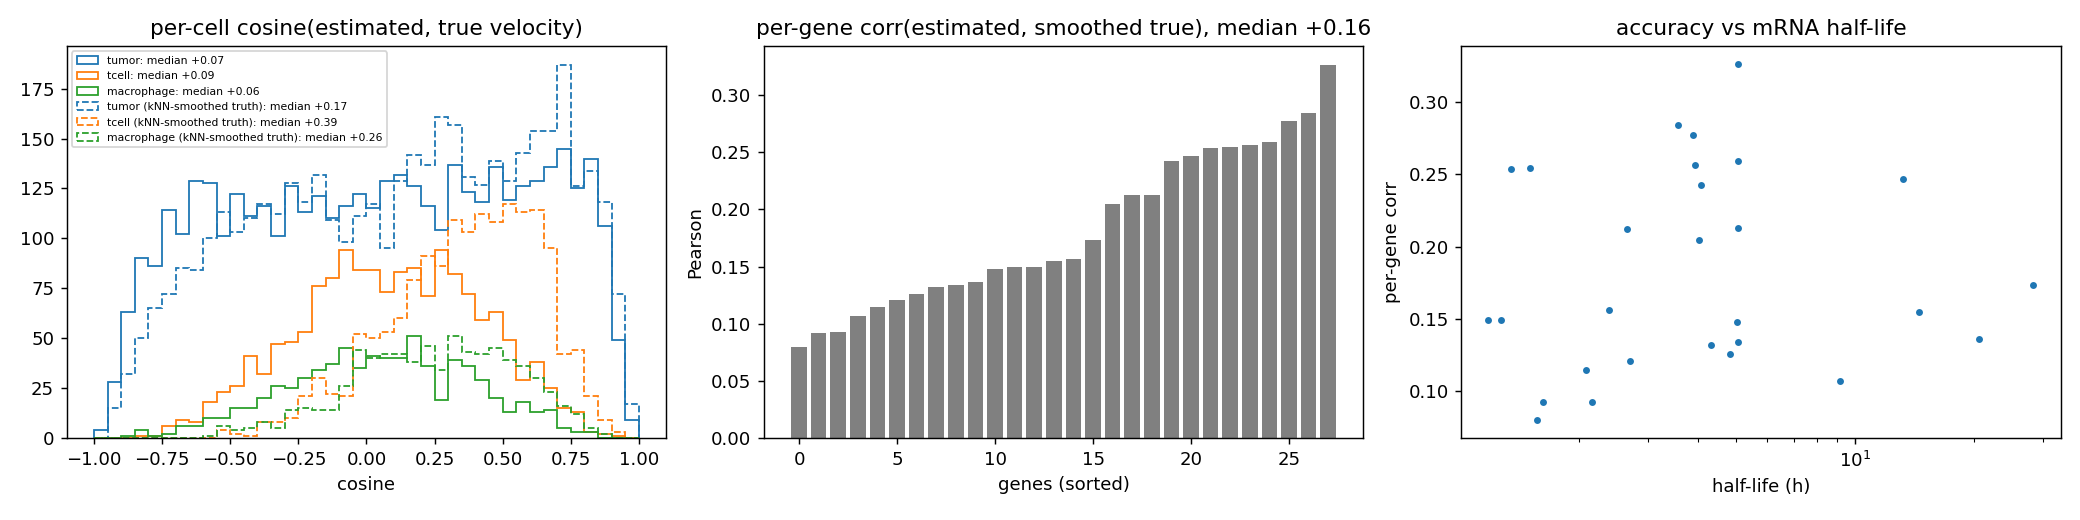 per-cell cosine(estimated, true velocity)
tumor: median +0.07
tcell: median +0.09
macrophage: median +0.06
tumor (kNN-smoothed truth): median +0.17
tcell (kNN-smoothed truth): median +0.39
macrophage (kNN-smoothed truth): median +0.26
175
150
125
100
75
50
25
0
−1.00 −0.75 −0.50 −0.25 0.00 0.25 0.50 0.75 1.00
cosine
per-gene corr(estimated, smoothed true), median +0.16
Pearson
0.30
0.25
0.20
0.15
0.10
0.05
0.00
0 5 10 15 20 25
genes (sorted)
accuracy vs mRNA half-life
per-gene corr
0.30
0.25
0.20
0.15
0.10
10¹
half-life (h)